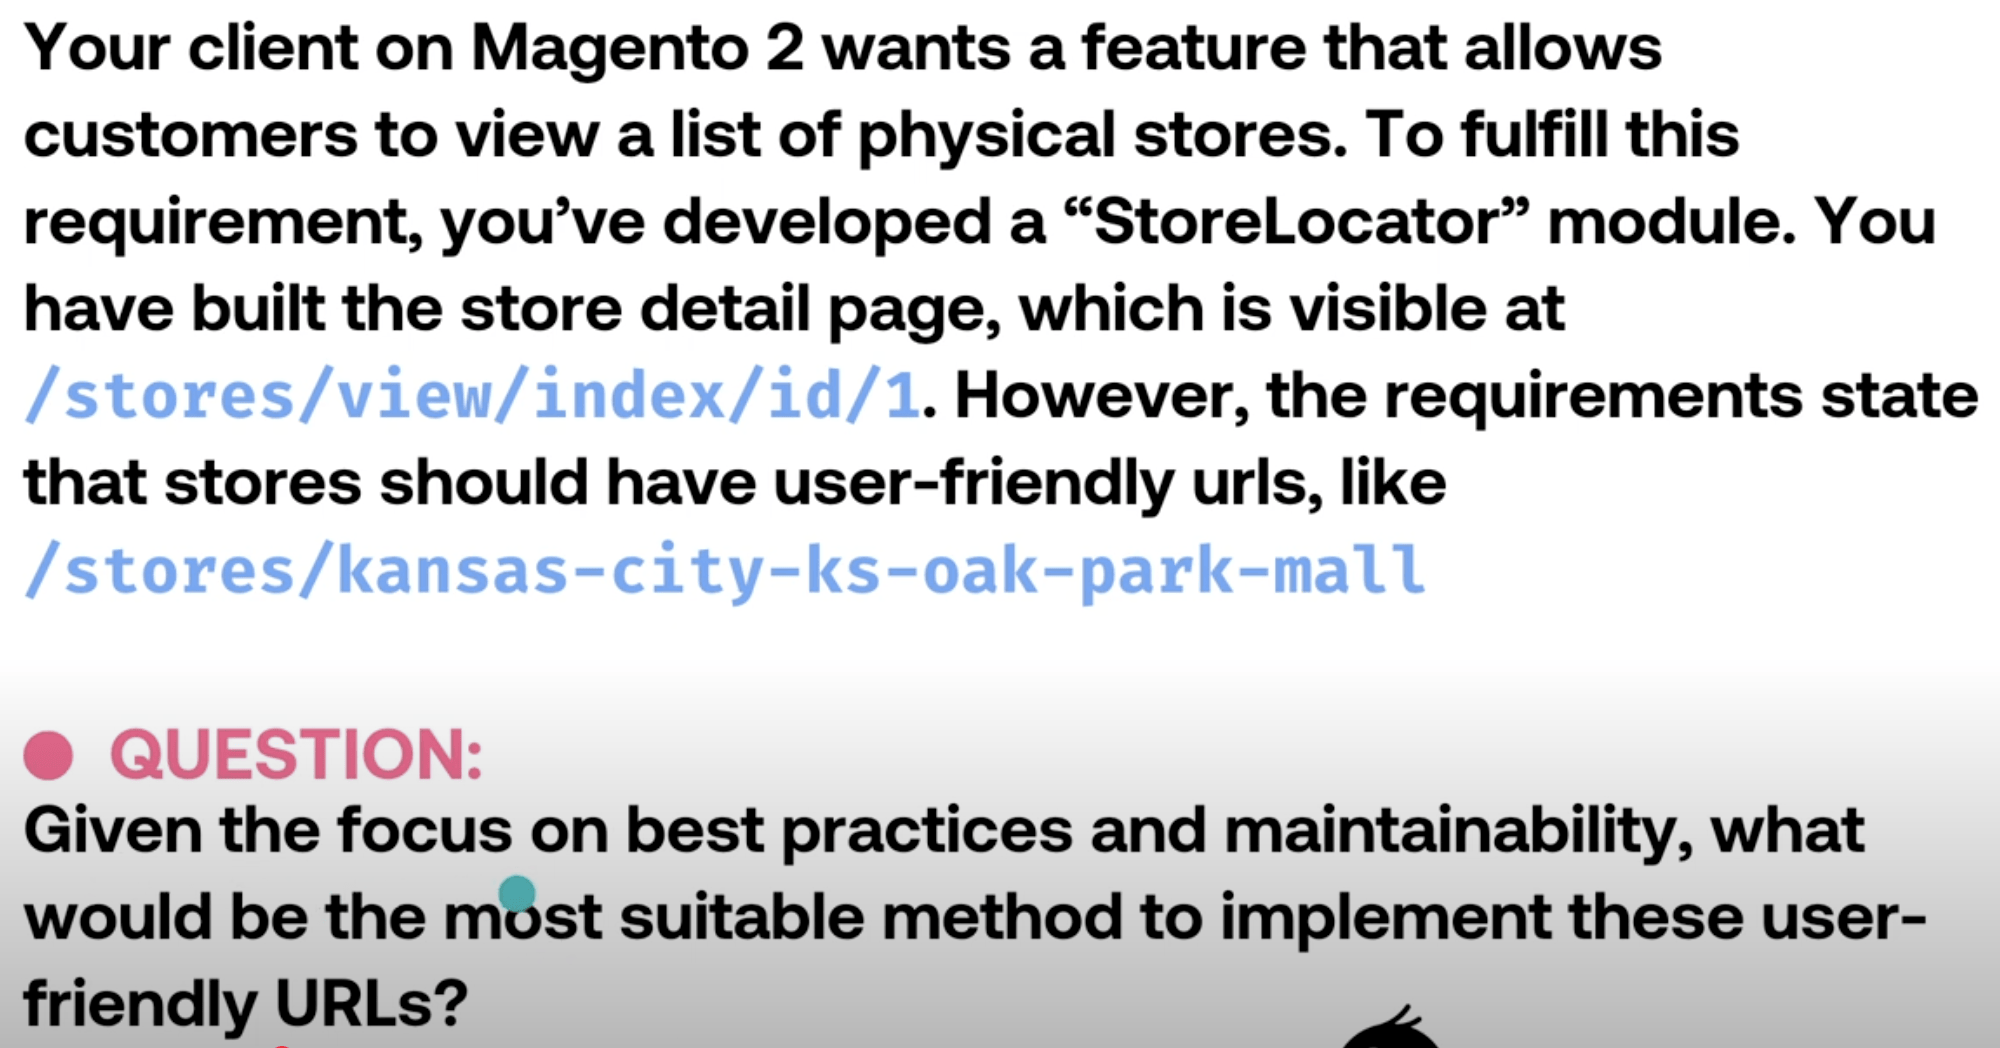 Your client on Magento 2 wants a feature that allows
customers to view a list of physical stores. To fulfill this
requirement, you’ve developed a “StoreLocator” module. You
have built the store detail page, which is visible at
/stores/view/index/id/1. However, the requirements state
that stores should have user-friendly urls, like
/stores/kansas-city-ks-oak-park-mall
QUESTION:
Given the focus on best practices and maintainability, what
would be the most suitable method to implement these user-
friendly URLs?